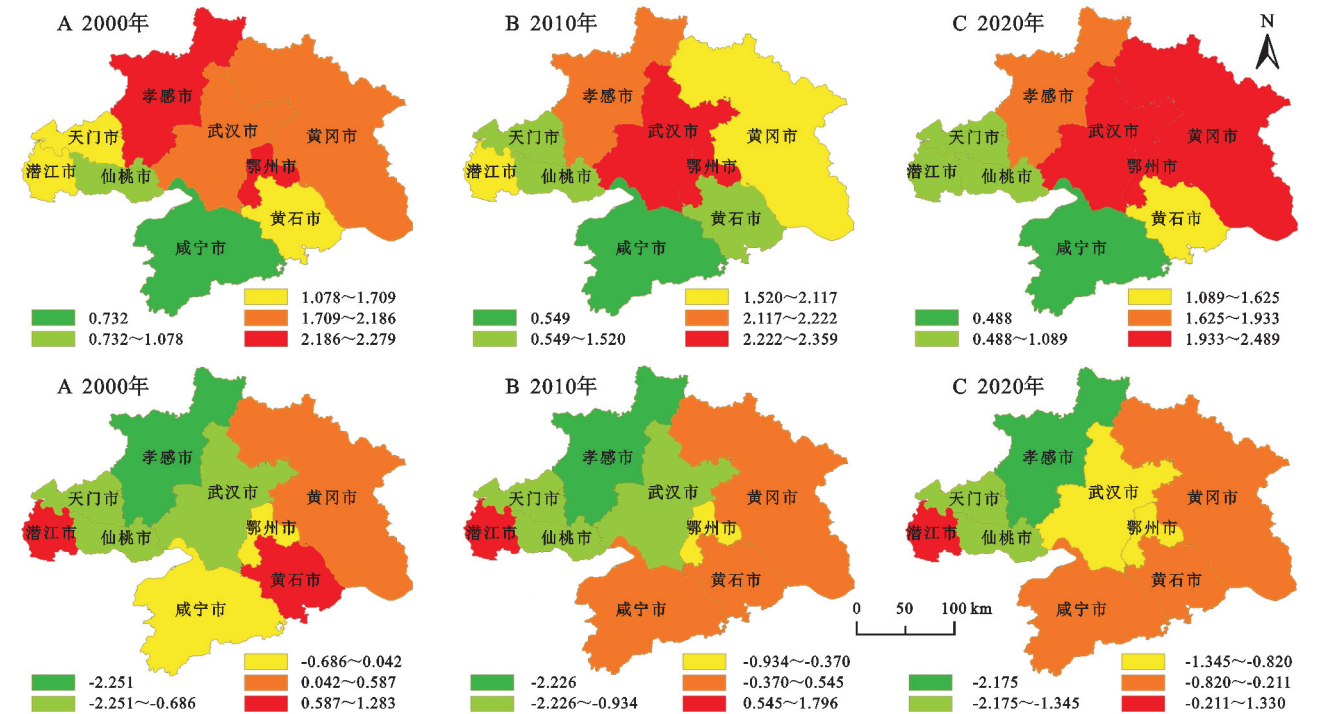 A 2000年
B 2010年
C 2020年
N
孝感市
天门市
武汉市
黄冈市
潜江市
仙桃市
鄂州市
黄石市
咸宁市
0.732
0.732～1.078
1.078～1.709
1.709～2.186
2.186～2.279
孝感市
天门市
武汉市
黄冈市
潜江市
仙桃市
鄂州市
黄石市
咸宁市
0.549
0.549～1.520
1.520～2.117
2.117～2.222
2.222～2.359
孝感市
天门市
武汉市
黄冈市
潜江市
仙桃市
鄂州市
黄石市
咸宁市
0.488
0.488～1.089
1.089～1.625
1.625～1.933
1.933～2.489
A 2000年
B 2010年
C 2020年
孝感市
天门市
武汉市
黄冈市
潜江市
仙桃市
鄂州市
黄石市
咸宁市
-2.251
-2.251～-0.686
-0.686～0.042
0.042～0.587
0.587～1.283
孝感市
天门市
武汉市
黄冈市
潜江市
仙桃市
鄂州市
黄石市
咸宁市
0 50 100 km
-2.226
-2.226～-0.934
-0.934～-0.370
-0.370～0.545
0.545～1.796
孝感市
天门市
武汉市
黄冈市
潜江市
仙桃市
鄂州市
黄石市
咸宁市
-2.175
-2.175～-1.345
-1.345～-0.820
-0.820～-0.211
-0.211～1.330